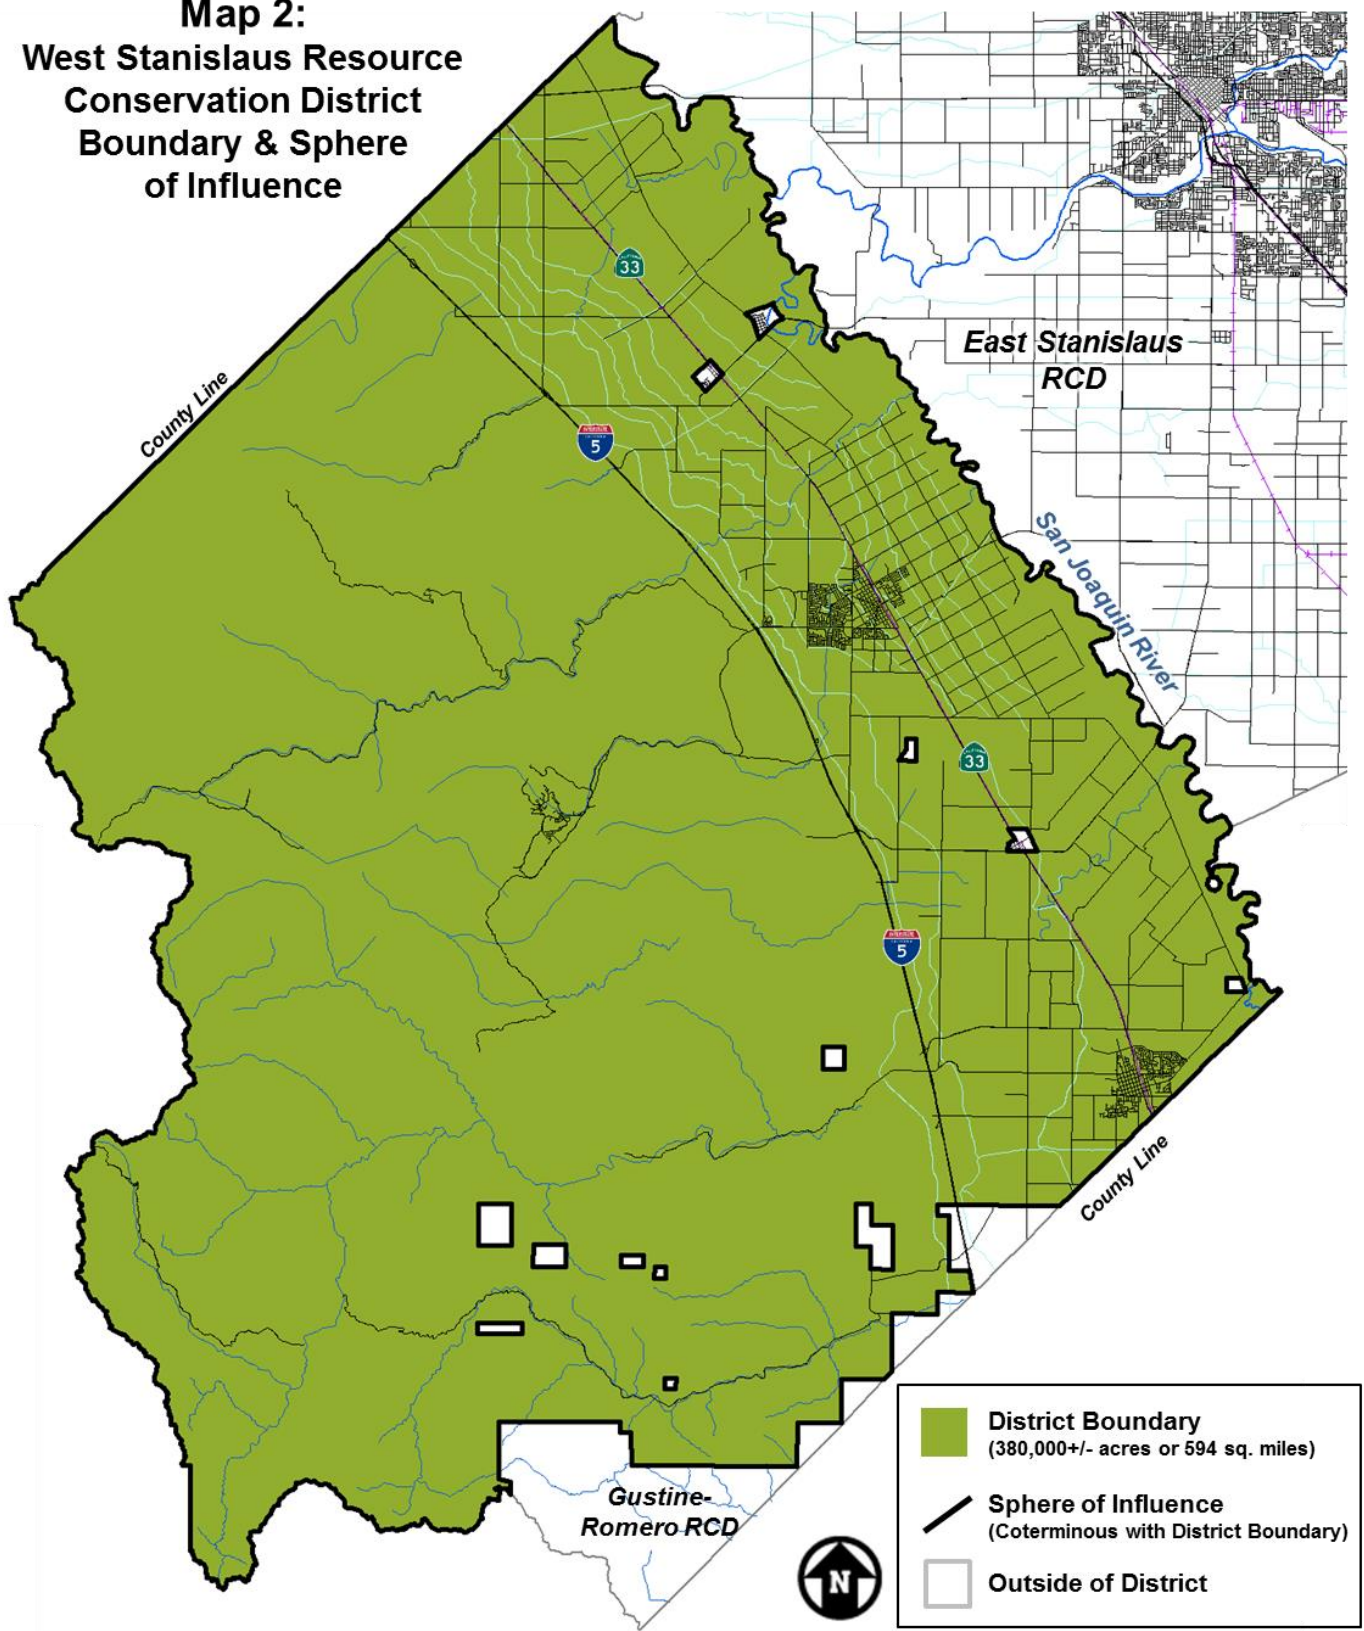 Map 2:
West Stanislaus Resource
Conservation District
Boundary & Sphere
of Influence
33
East Stanislaus
RCD
County Line
5
San Joaquin River
33
5
County Line
Gustine-
Romero RCD
N
District Boundary
(380,000+/- acres or 594 sq. miles)
Sphere of Influence
(Coterminous with District Boundary)
Outside of District